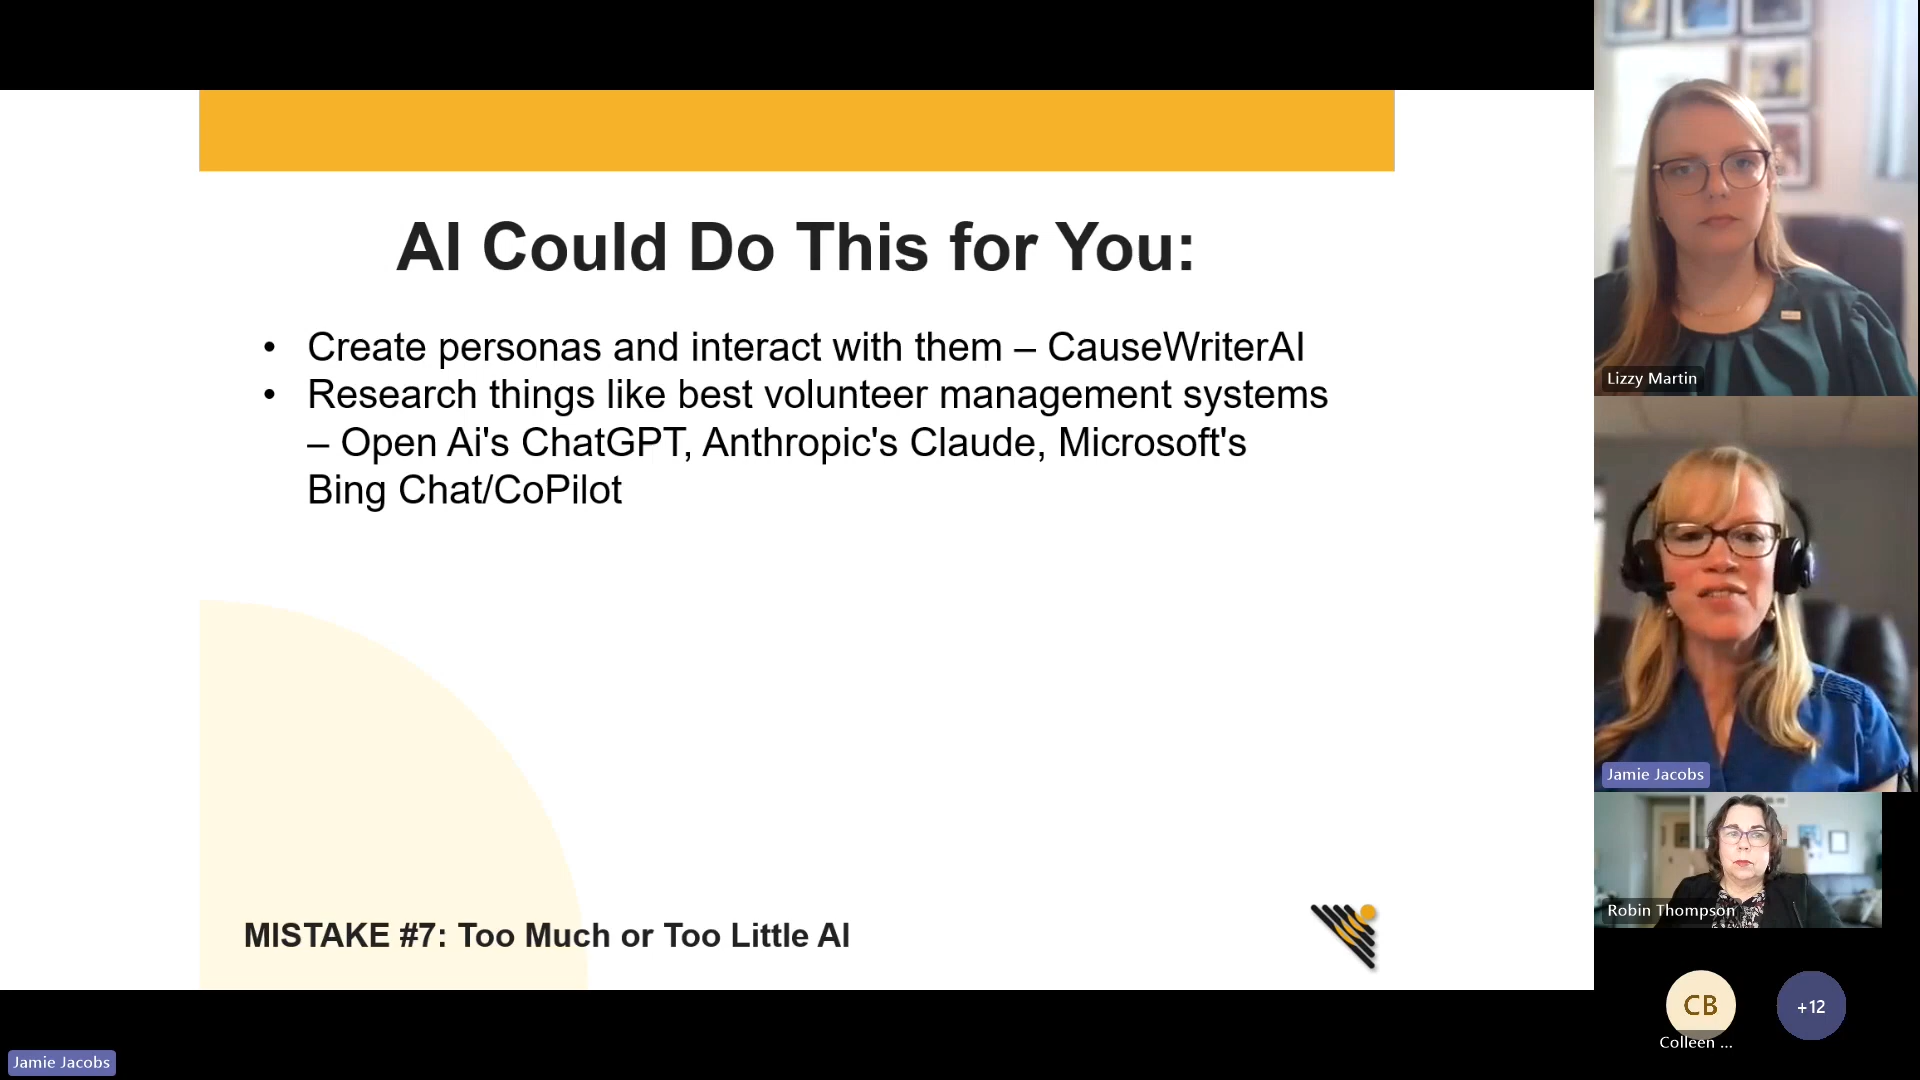 AI Could Do This for You:
• Create personas and interact with them – CauseWriterAI
• Research things like best volunteer management systems
– Open Ai's ChatGPT, Anthropic's Claude, Microsoft's
Bing Chat/CoPilot
MISTAKE #7: Too Much or Too Little AI
Lizzy Martin
Jamie Jacobs
Robin Thompson
CB
+12
Colleen ...
Jamie Jacobs